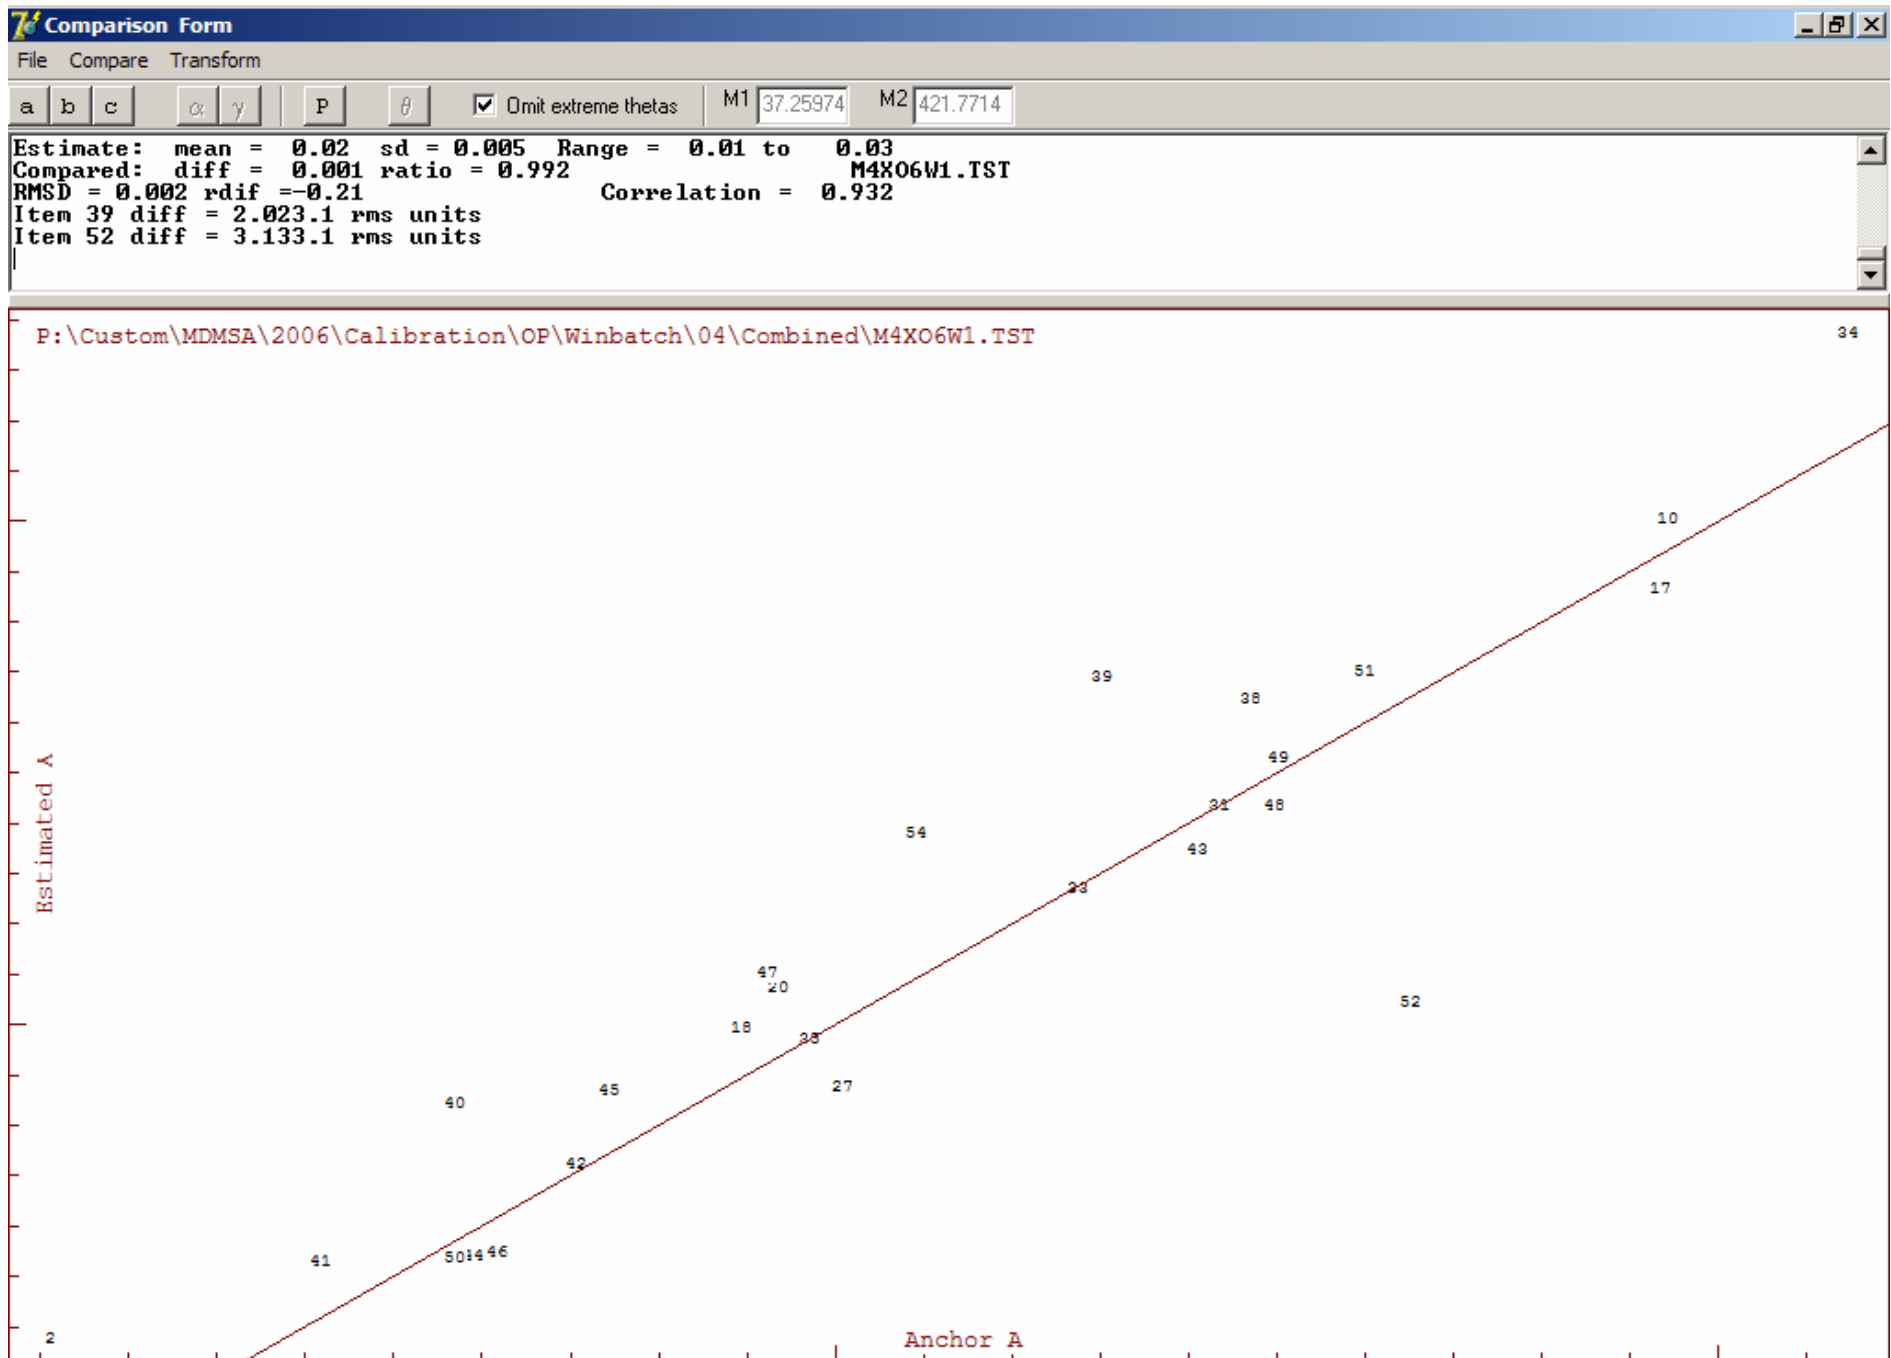 Comparison Form
File Compare Transform
a b c α γ P θ Omit extreme thetas M1 37.25974 M2 421.7714
Estimate: mean = 0.02 sd = 0.005 Range = 0.01 to 0.03
Compared: diff = 0.001 ratio = 0.992 M4XO6W1.TST
RMSD = 0.002 rdif =-0.21 Correlation = 0.932
Item 39 diff = 2.023.1 rms units
Item 52 diff = 3.133.1 rms units
P:\Custom\MDMSA\2006\Calibration\OP\Winbatch\04\Combined\M4XO6W1.TST
34
10
17
51
39
38
49
31
48
54
43
33
47
20
52
18
27
45
40
42
46
50
41
2
Estimated A
Anchor A